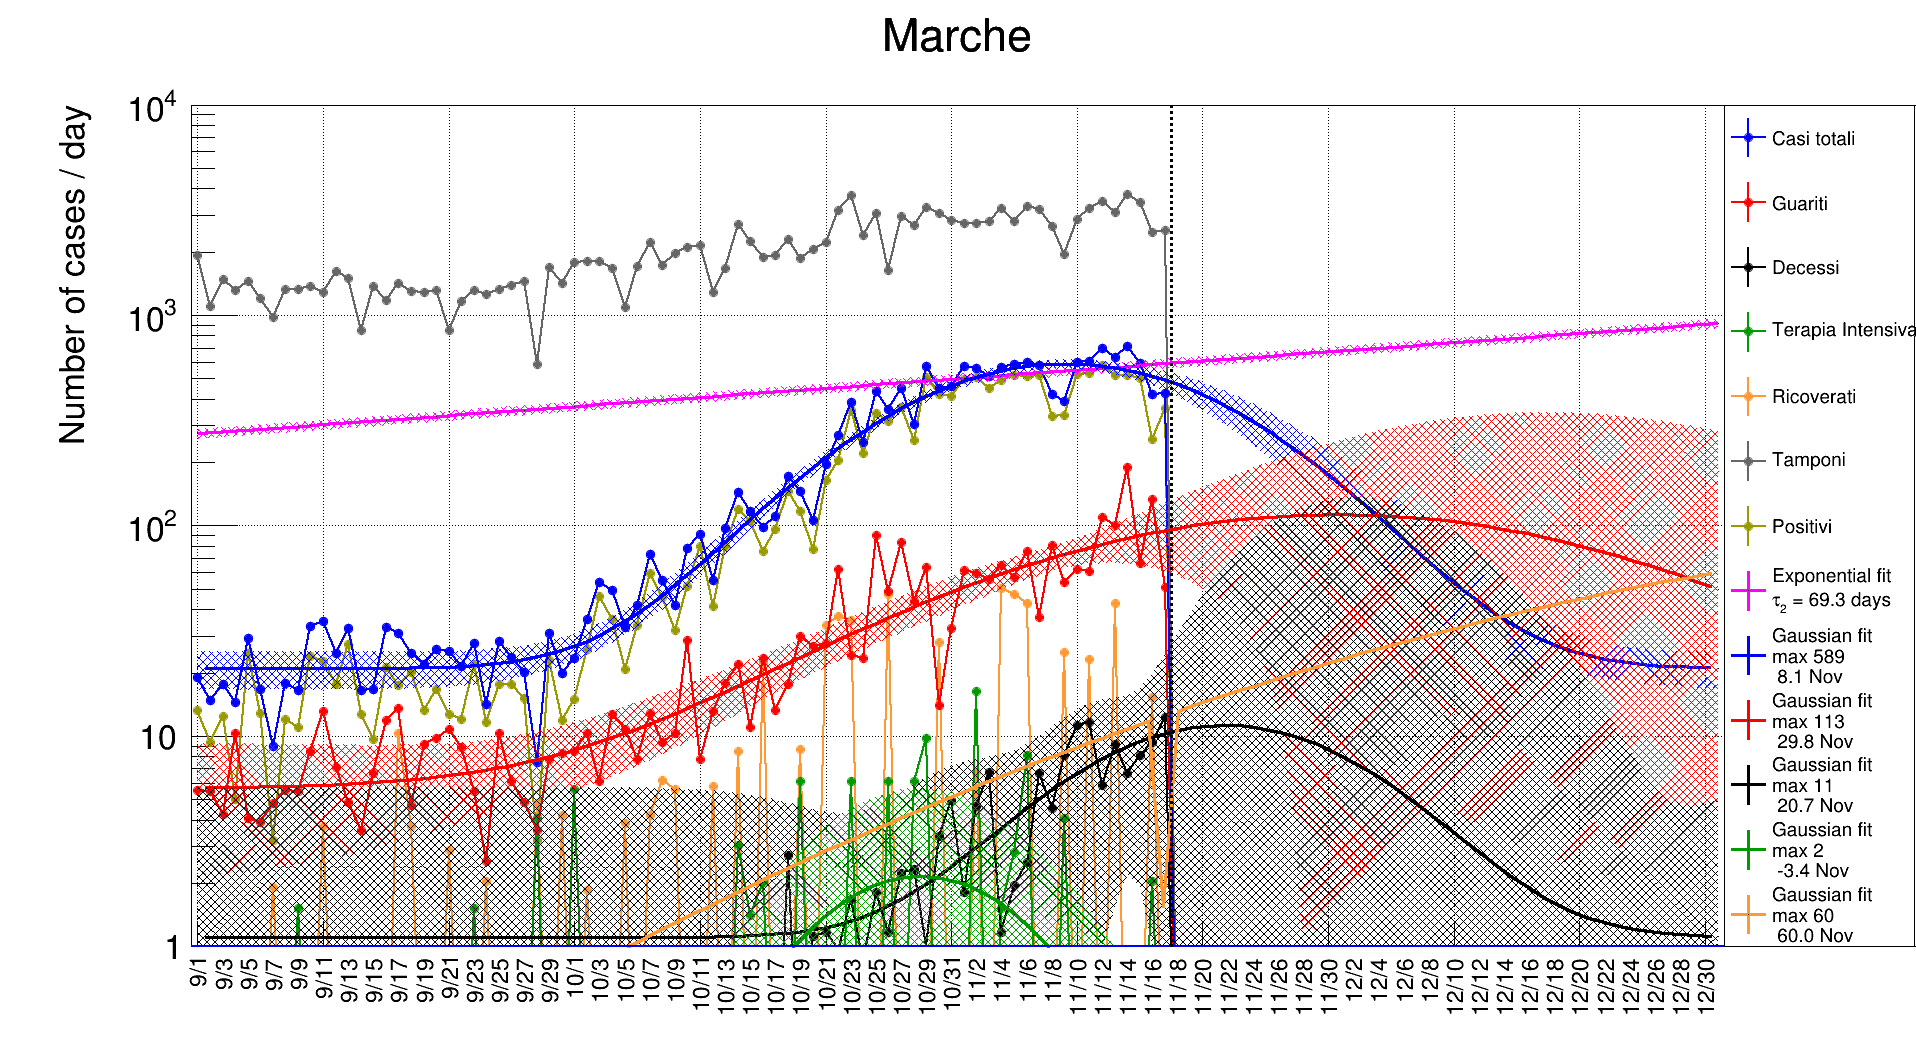 Marche
Number of cases / day
10^4
10^3
10^2
10
1
9/1 9/3 9/5 9/7 9/9 9/11 9/13 9/15 9/17 9/19 9/21 9/23 9/25 9/27 9/29 10/1 10/3 10/5 10/7 10/9 10/11 10/13 10/15 10/17 10/19 10/21 10/23 10/25 10/27 10/29 10/31 11/2 11/4 11/6 11/8 11/10 11/12 11/14 11/16 11/18 11/20 11/22 11/24 11/26 11/28 11/30 12/2 12/4 12/6 12/8 12/10 12/12 12/14 12/16 12/18 12/20 12/22 12/24 12/26 12/28 12/30
Casi totali
Guariti
Decessi
Terapia Intensiva
Ricoverati
Tamponi
Positivi
Exponential fit
τ2 = 69.3 days
Gaussian fit
max 589
8.1 Nov
Gaussian fit
max 113
29.8 Nov
Gaussian fit
max 11
20.7 Nov
Gaussian fit
max 2
-3.4 Nov
Gaussian fit
max 60
60.0 Nov